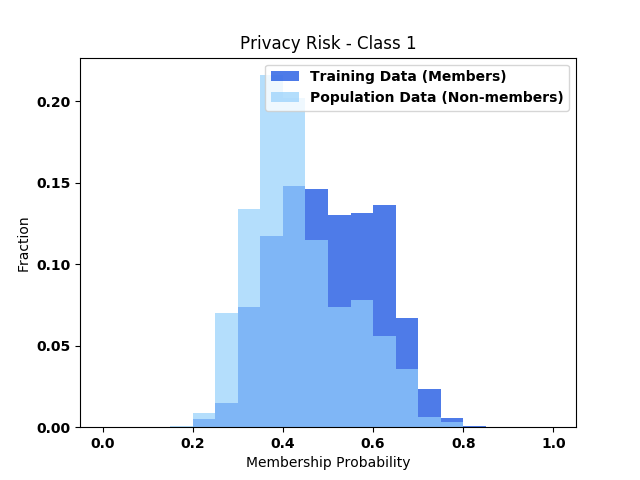 Privacy Risk - Class 1
Training Data (Members)
Population Data (Non-members)
Fraction
0.20
0.15
0.10
0.05
0.00
0.0 0.2 0.4 0.6 0.8 1.0
Membership Probability